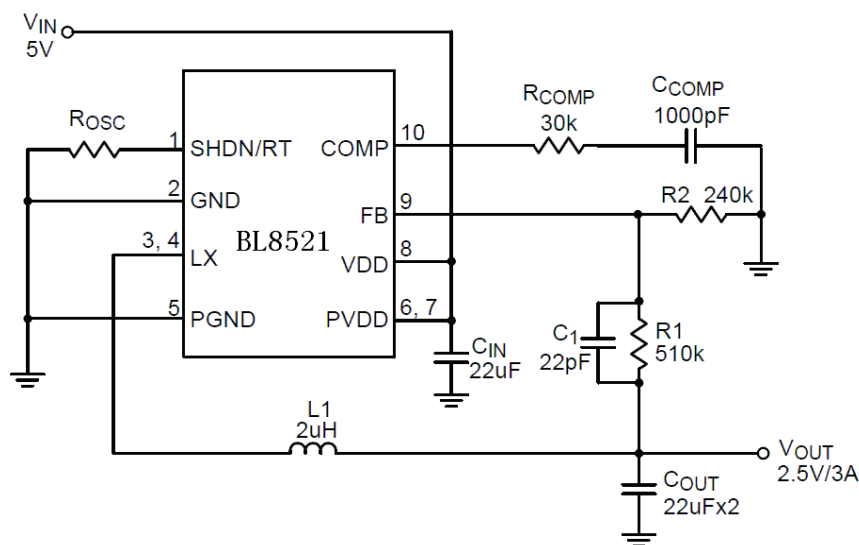 VIN
5V
ROSC
1
SHDN/RT
COMP
10
RCOMP
30k
CCOMP
1000pF
2
GND
FB
9
R2 240k
3, 4
LX
BL8521
VDD
8
5
PGND
PVDD
6, 7
CIN
22uF
C1
22pF
R1
510k
L1
2uH
VOUT
2.5V/3A
COUT
22uFx2